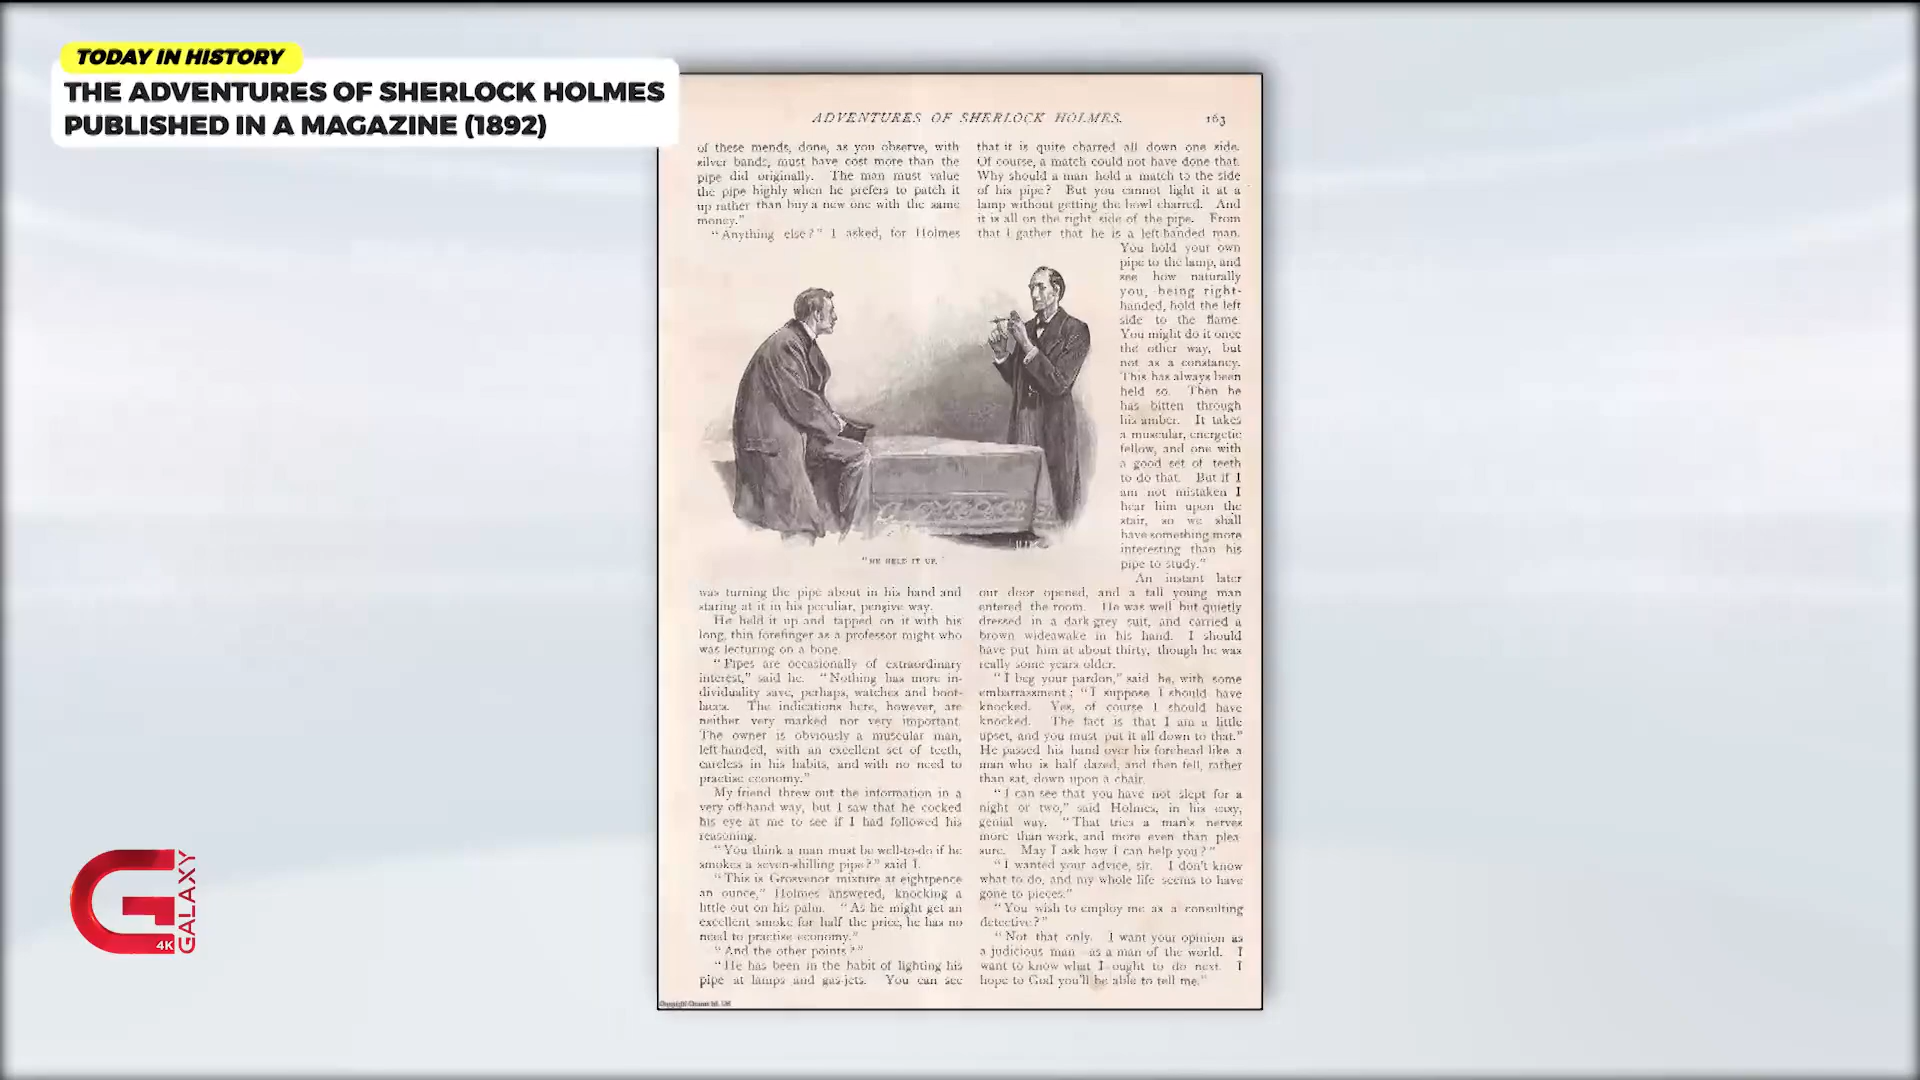 TODAY IN HISTORY
THE ADVENTURES OF SHERLOCK HOLMES
PUBLISHED IN A MAGAZINE (1892)
ADVENTURES OF SHERLOCK HOLMES.
163
of these mends, done, as you observe, with
silver bands, must have cost more than the
pipe did originally. The man must value
the pipe highly when he prefers to patch it
up rather than buy a new one with the same
money."
"Anything else?" I asked, for Holmes
"HE HELD IT UP."
was turning the pipe about in his hand and
staring at it in his peculiar, pensive way.
He held it up and tapped on it with his
long, thin forefinger as a professor might who
was lecturing on a bone.
"Pipes are occasionally of extraordinary
interest," said he. "Nothing has more in-
dividuality save, perhaps, watches and boot-
laces. The indications here, however, are
neither very marked nor very important.
The owner is obviously a muscular man,
left-handed, with an excellent set of teeth,
careless in his habits, and with no need to
practise economy."
My friend threw out the information in a
very off-hand way, but I saw that he cocked
his eye at me to see if I had followed his
reasoning.
"You think a man must be well-to-do if he
smokes a seven-shilling pipe?" said I.
"This is Grosvenor mixture at eightpence
an ounce," Holmes answered, knocking a
little out on his palm. "As he might get an
excellent smoke for half the price, he has no
need to practise economy."
"And the other points?"
"He has been in the habit of lighting his
pipe at lamps and gas-jets. You can see
that it is quite charred all down one side.
Of course, a match could not have done that.
Why should a man hold a match to the side
of his pipe? But you cannot light it at a
lamp without getting the bowl charred. And
it is all on the right side of the pipe. From
that I gather that he is a left-handed man.
You hold your own
pipe to the lamp, and
see how naturally
you, being right-
handed, hold the left
side to the flame.
You might do it once
the other way, but
not as a constancy.
This has always been
held so. Then he
has bitten through
his amber. It takes
a muscular, energetic
fellow, and one with
a good set of teeth
to do that. But if I
am not mistaken I
hear him upon the
stair, so we shall
have something more
interesting than his
pipe to study."
An instant later
our door opened, and a tall young man
entered the room. He was well but quietly
dressed in a dark-grey suit, and carried a
brown wideawake in his hand. I should
have put him at about thirty, though he was
really some years older.
"I beg your pardon," said he, with some
embarrassment; "I suppose I should have
knocked. Yes, of course I should have
knocked. The fact is that I am a little
upset, and you must put it all down to that."
He passed his hand over his forehead like a
man who is half dazed, and then fell, rather
than sat, down upon a chair.
"I can see that you have not slept for a
night or two," said Holmes, in his easy,
genial way. "That tries a man's nerves
more than work, and more even than plea-
sure. May I ask how I can help you?"
"I wanted your advice, sir. I don't know
what to do, and my whole life seems to have
gone to pieces."
"You wish to employ me as a consulting
detective?"
"Not that only. I want your opinion as
a judicious man—as a man of the world. I
want to know what I ought to do next. I
hope to God you'll be able to tell me."
GALAXY
4K